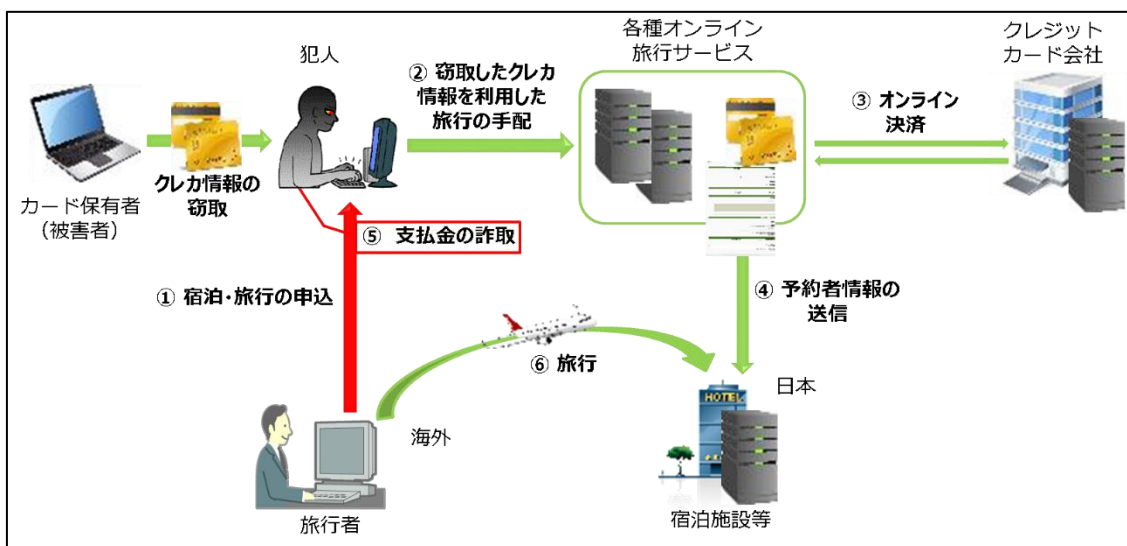 犯人
各種オンライン
旅行サービス
クレジット
カード会社
② 窃取したクレカ
情報を利用した
旅行の手配
③ オンライン
決済
クレカ情報の
窃取
カード保有者
（被害者）
⑤ 支払金の詐取
① 宿泊・旅行の申込
④ 予約者情報の
送信
⑥ 旅行
日本
HOTEL
海外
旅行者
宿泊施設等